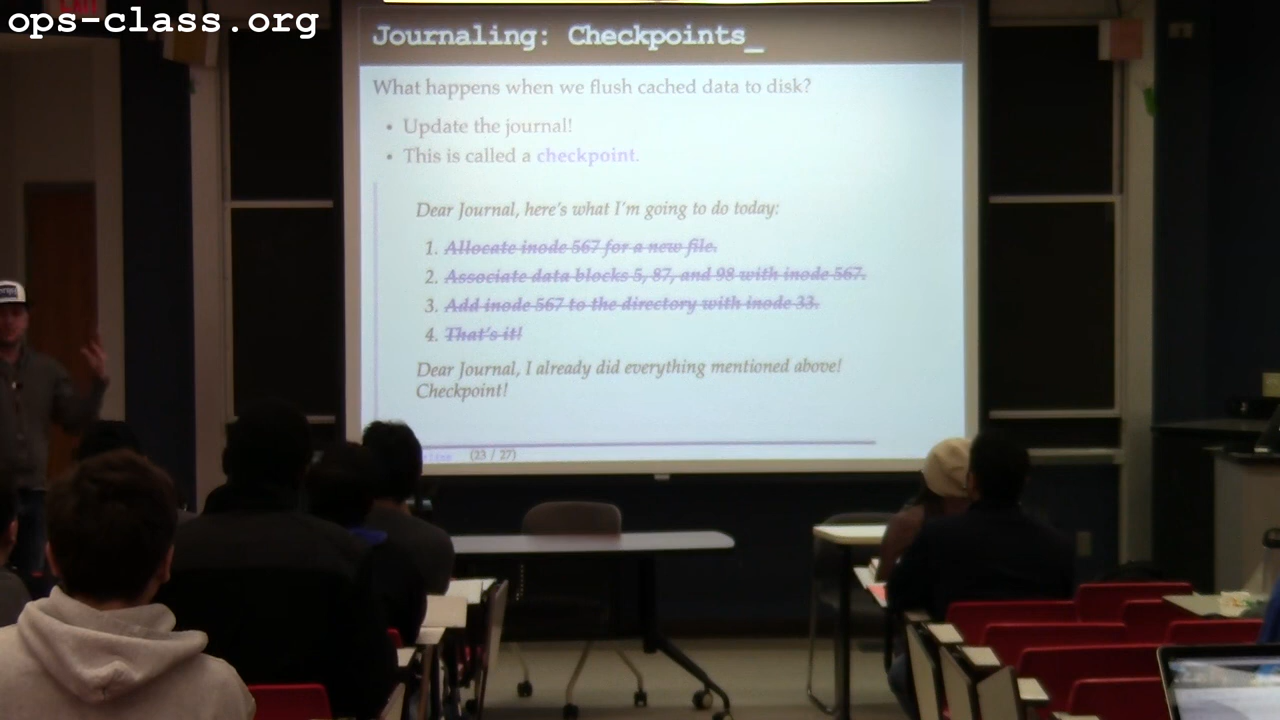 EXIT
ops-class.org
Journaling: Checkpoints_
What happens when we flush cached data to disk?
• Update the journal!
• This is called a checkpoint.
Dear Journal, here's what I'm going to do today:
1. Allocate inode 567 for a new file.
2. Associate data blocks 5, 87, and 98 with inode 567.
3. Add inode 567 to the directory with inode 33.
4. That's it!
Dear Journal, I already did everything mentioned above!
Checkpoint!
(23 / 27)